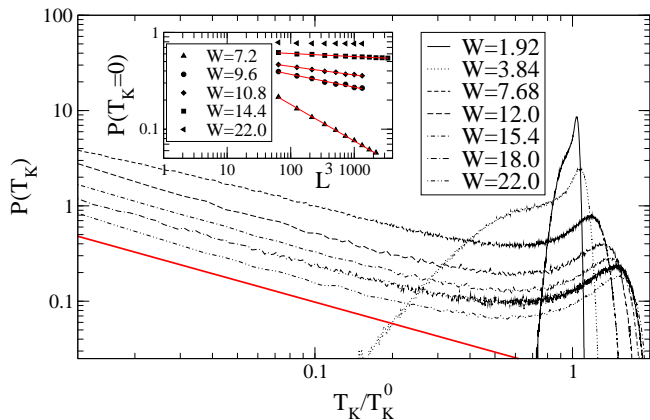 100
10
1
0.1
P(T_K)
0.1
1
T_K/T_K^0
1
0.1
P(T_K=0)
1
10
100
1000
L
W=7.2
W=9.6
W=10.8
W=14.4
W=22.0
W=1.92
W=3.84
W=7.68
W=12.0
W=15.4
W=18.0
W=22.0